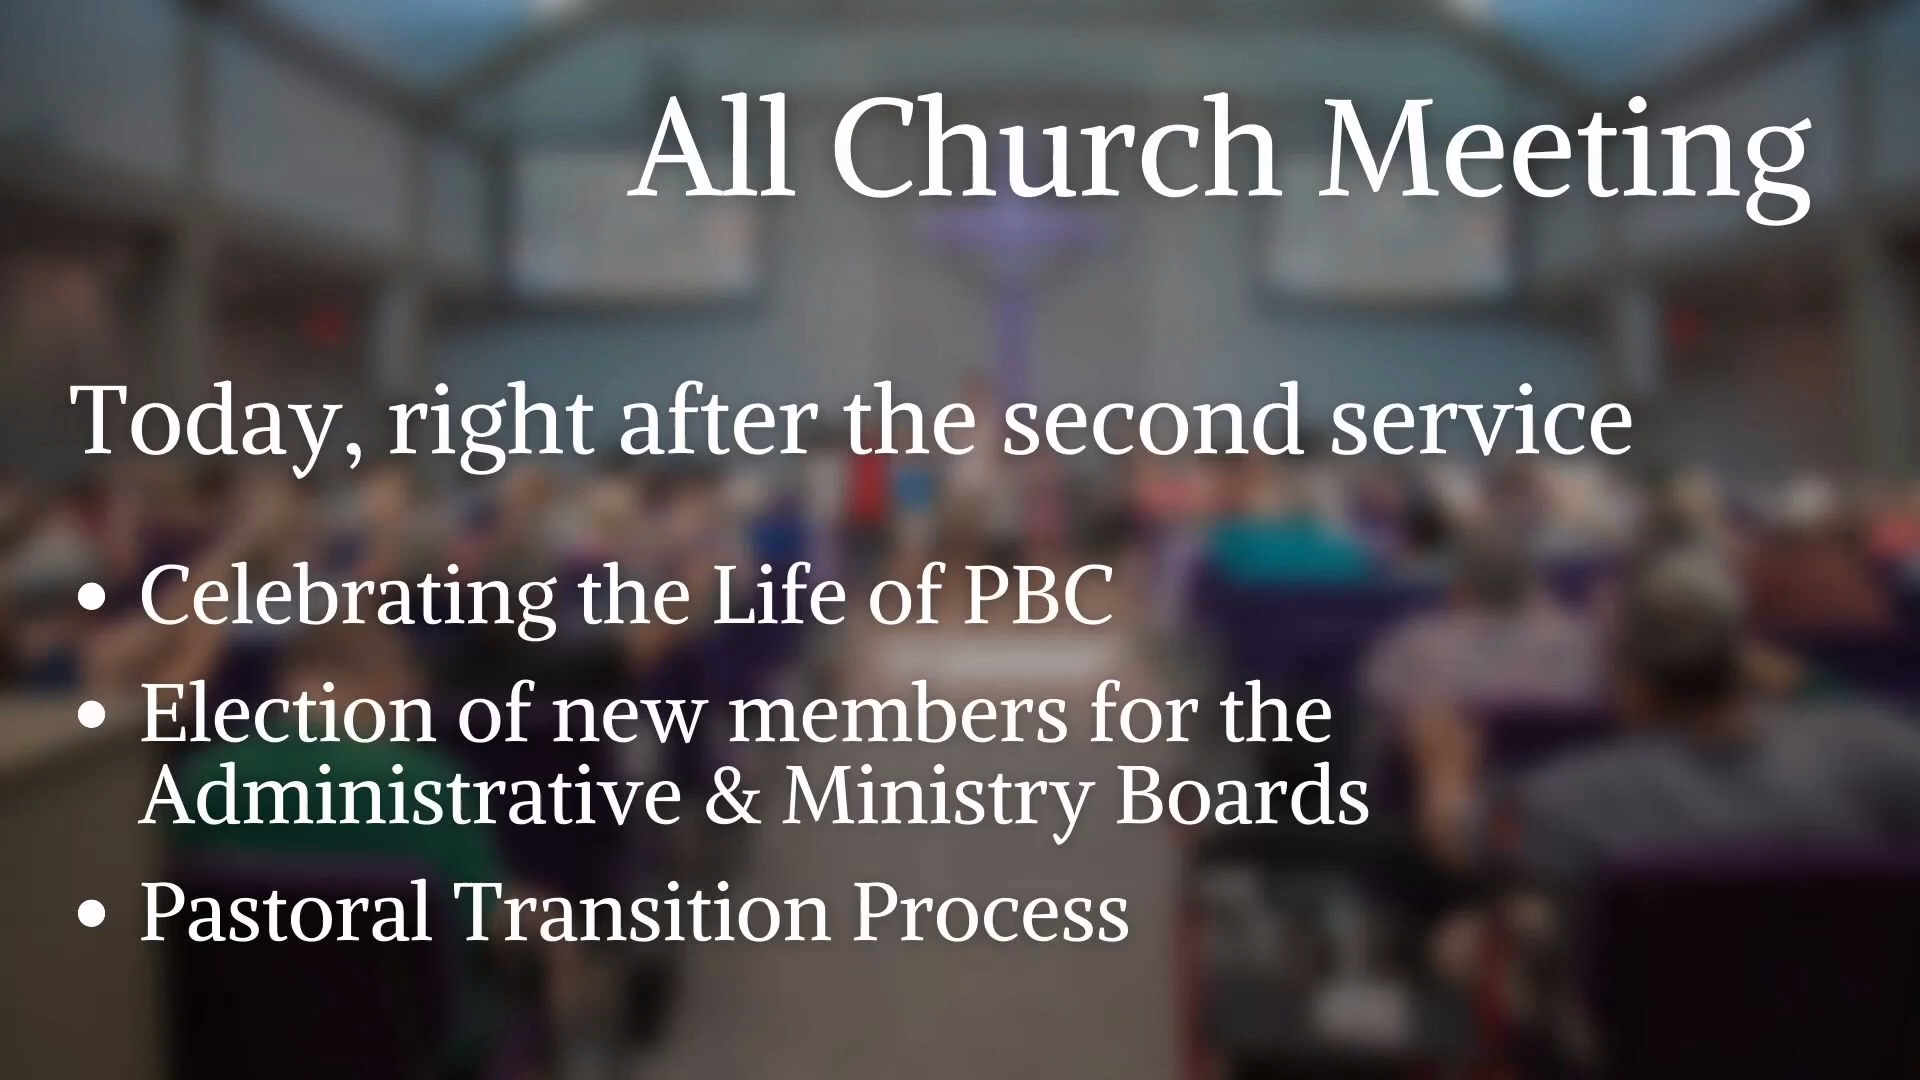 All Church Meeting
Today, right after the second service
• Celebrating the Life of PBC
• Election of new members for the
Administrative & Ministry Boards
• Pastoral Transition Process